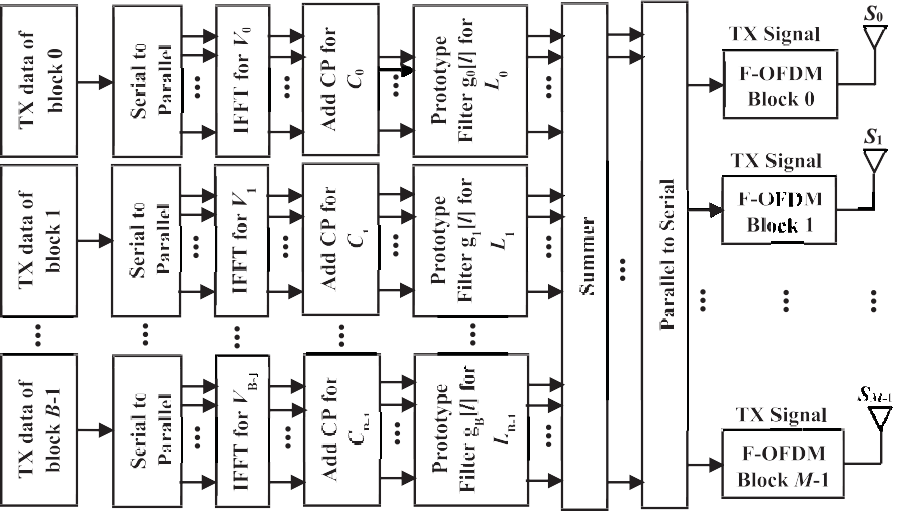 TX data of
block 0
Serial to
Parallel
IFFT for V0
Add CP for
C0
Prototype
Filter g0[l] for
L0
TX data of
block 1
Serial to
Parallel
IFFT for V1
Add CP for
C1
Prototype
Filter g1[l] for
L1
TX data of
block B-1
Serial to
Parallel
IFFT for VB-1
Add CP for
Prototype
Filter gB[l] for
Summer
Parallel to Serial
TX Signal
F-OFDM
Block 0
S0
TX Signal
F-OFDM
Block 1
S1
TX Signal
F-OFDM
Block M-1
SM-1